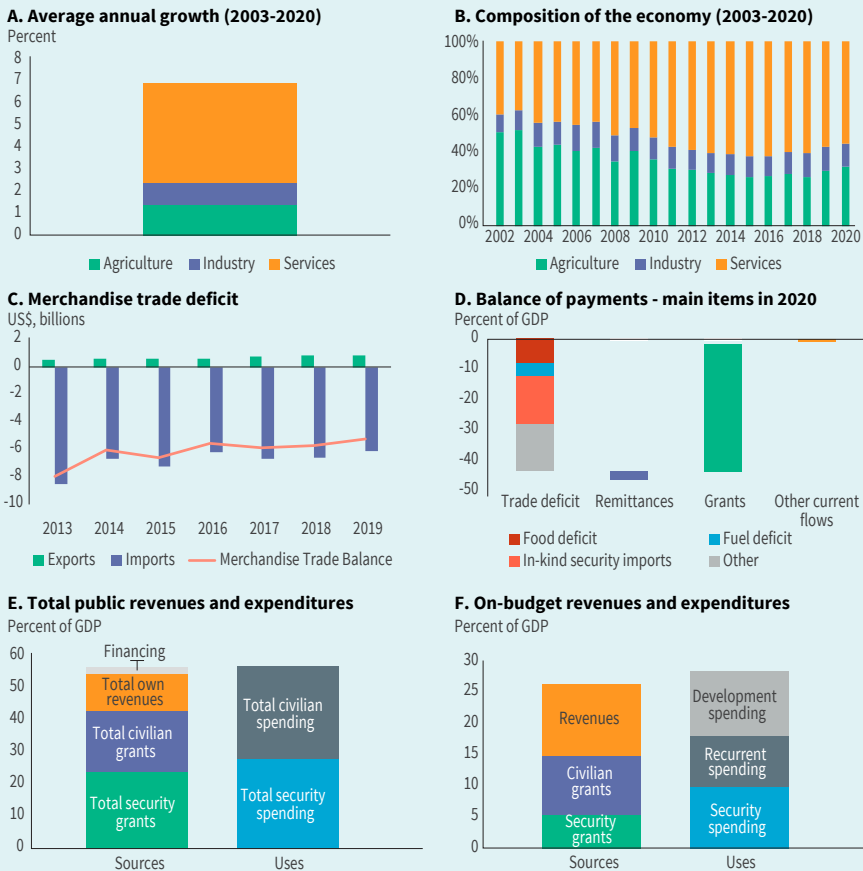 A. Average annual growth (2003-2020)
Percent
8
7
6
5
4
3
2
1
0
Agriculture Industry Services
B. Composition of the economy (2003-2020)
100%
80%
60%
40%
20%
0%
2002 2004 2006 2008 2010 2012 2014 2016 2018 2020
Agriculture Industry Services
C. Merchandise trade deficit
US$, billions
2
0
-2
-4
-6
-8
-10
2013 2014 2015 2016 2017 2018 2019
Exports Imports Merchandise Trade Balance
D. Balance of payments - main items in 2020
Percent of GDP
0
-10
-20
-30
-40
-50
Trade deficit Remittances Grants Other current
flows
Food deficit Fuel deficit
In-kind security imports Other
E. Total public revenues and expenditures
Percent of GDP
60
50
40
30
20
10
0
Financing
Total own
revenues
Total civilian
grants
Total security
grants
Total civilian
spending
Total security
spending
Sources Uses
F. On-budget revenues and expenditures
Percent of GDP
30
25
20
15
10
5
0
Revenues
Civilian
grants
Security
grants
Development
spending
Recurrent
spending
Security
spending
Sources Uses